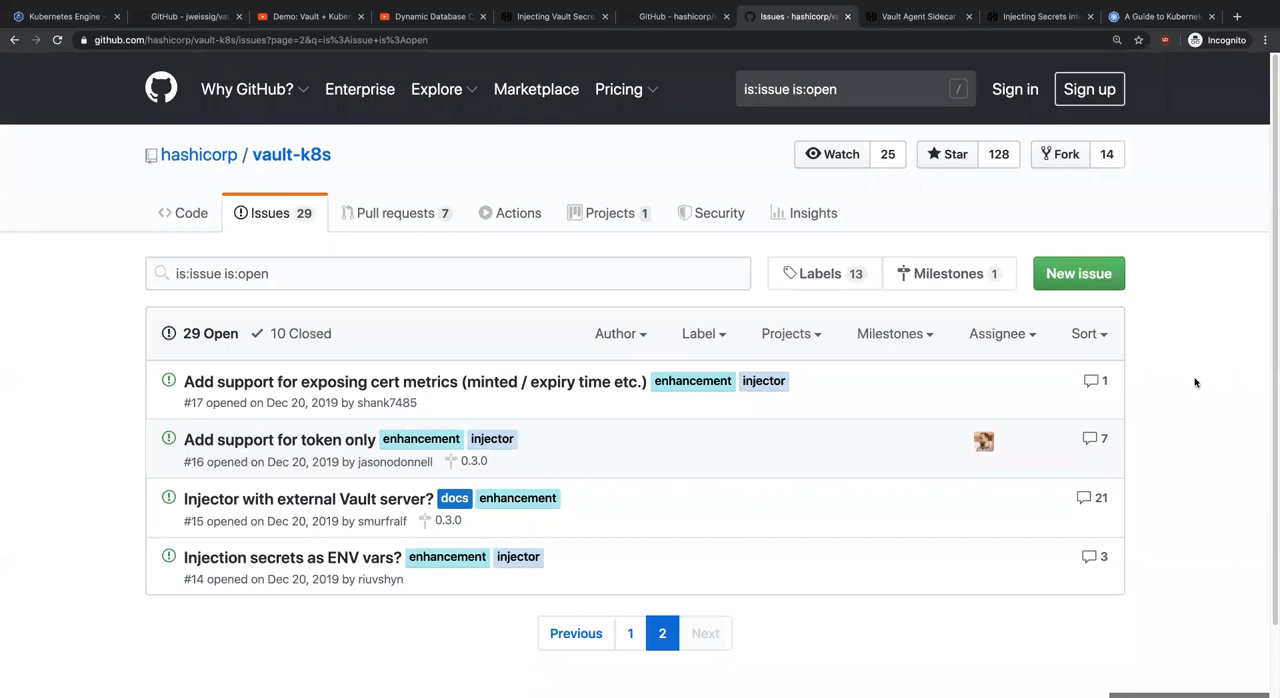 Kubernetes Engine - 
GitHub - jweissig/va
Demo: Vault + Kuber
Dynamic Database C
Injecting Vault Secre
GitHub - hashicorp/v
Issues · hashicorp/va
Vault Agent Sidecar
Injecting Secrets int
A Guide to Kubernet
github.com/hashicorp/vault-k8s/issues?page=2&q=is%3Aissue+is%3Aopen
Incognito
Why GitHub?
Enterprise
Explore
Marketplace
Pricing
is:issue is:open
/
Sign in
Sign up
hashicorp / vault-k8s
Watch 25
Star 128
Fork 14
Code
Issues 29
Pull requests 7
Actions
Projects 1
Security
Insights
is:issue is:open
Labels 13
Milestones 1
New issue
29 Open
10 Closed
Author
Label
Projects
Milestones
Assignee
Sort
Add support for exposing cert metrics (minted / expiry time etc.) enhancement injector 1
#17 opened on Dec 20, 2019 by shank7485
Add support for token only enhancement injector 7
#16 opened on Dec 20, 2019 by jasonodonnell 0.3.0
Injector with external Vault server? docs enhancement 21
#15 opened on Dec 20, 2019 by smurfralf 0.3.0
Injection secrets as ENV vars? enhancement injector 3
#14 opened on Dec 20, 2019 by riuvshyn
Previous 1 2 Next